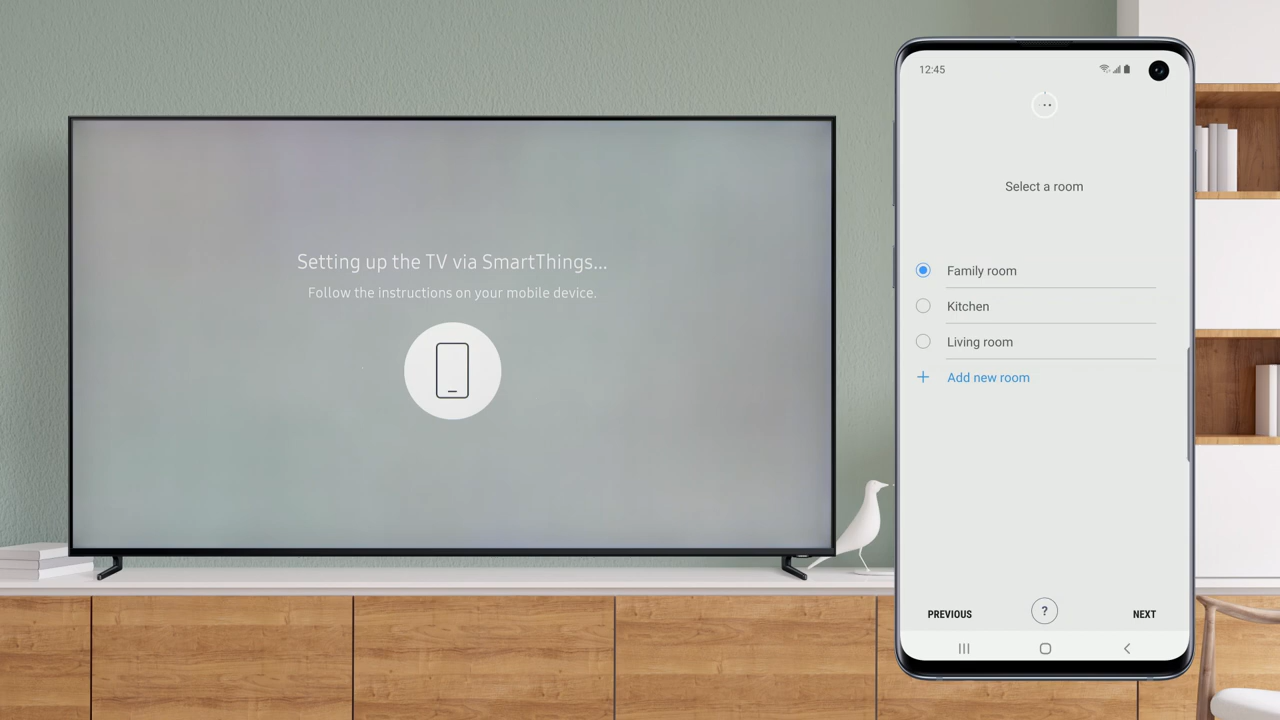 Setting up the TV via SmartThings...
Follow the instructions on your mobile device.
12:45
Select a room
Family room
Kitchen
Living room
+ Add new room
PREVIOUS
?
NEXT